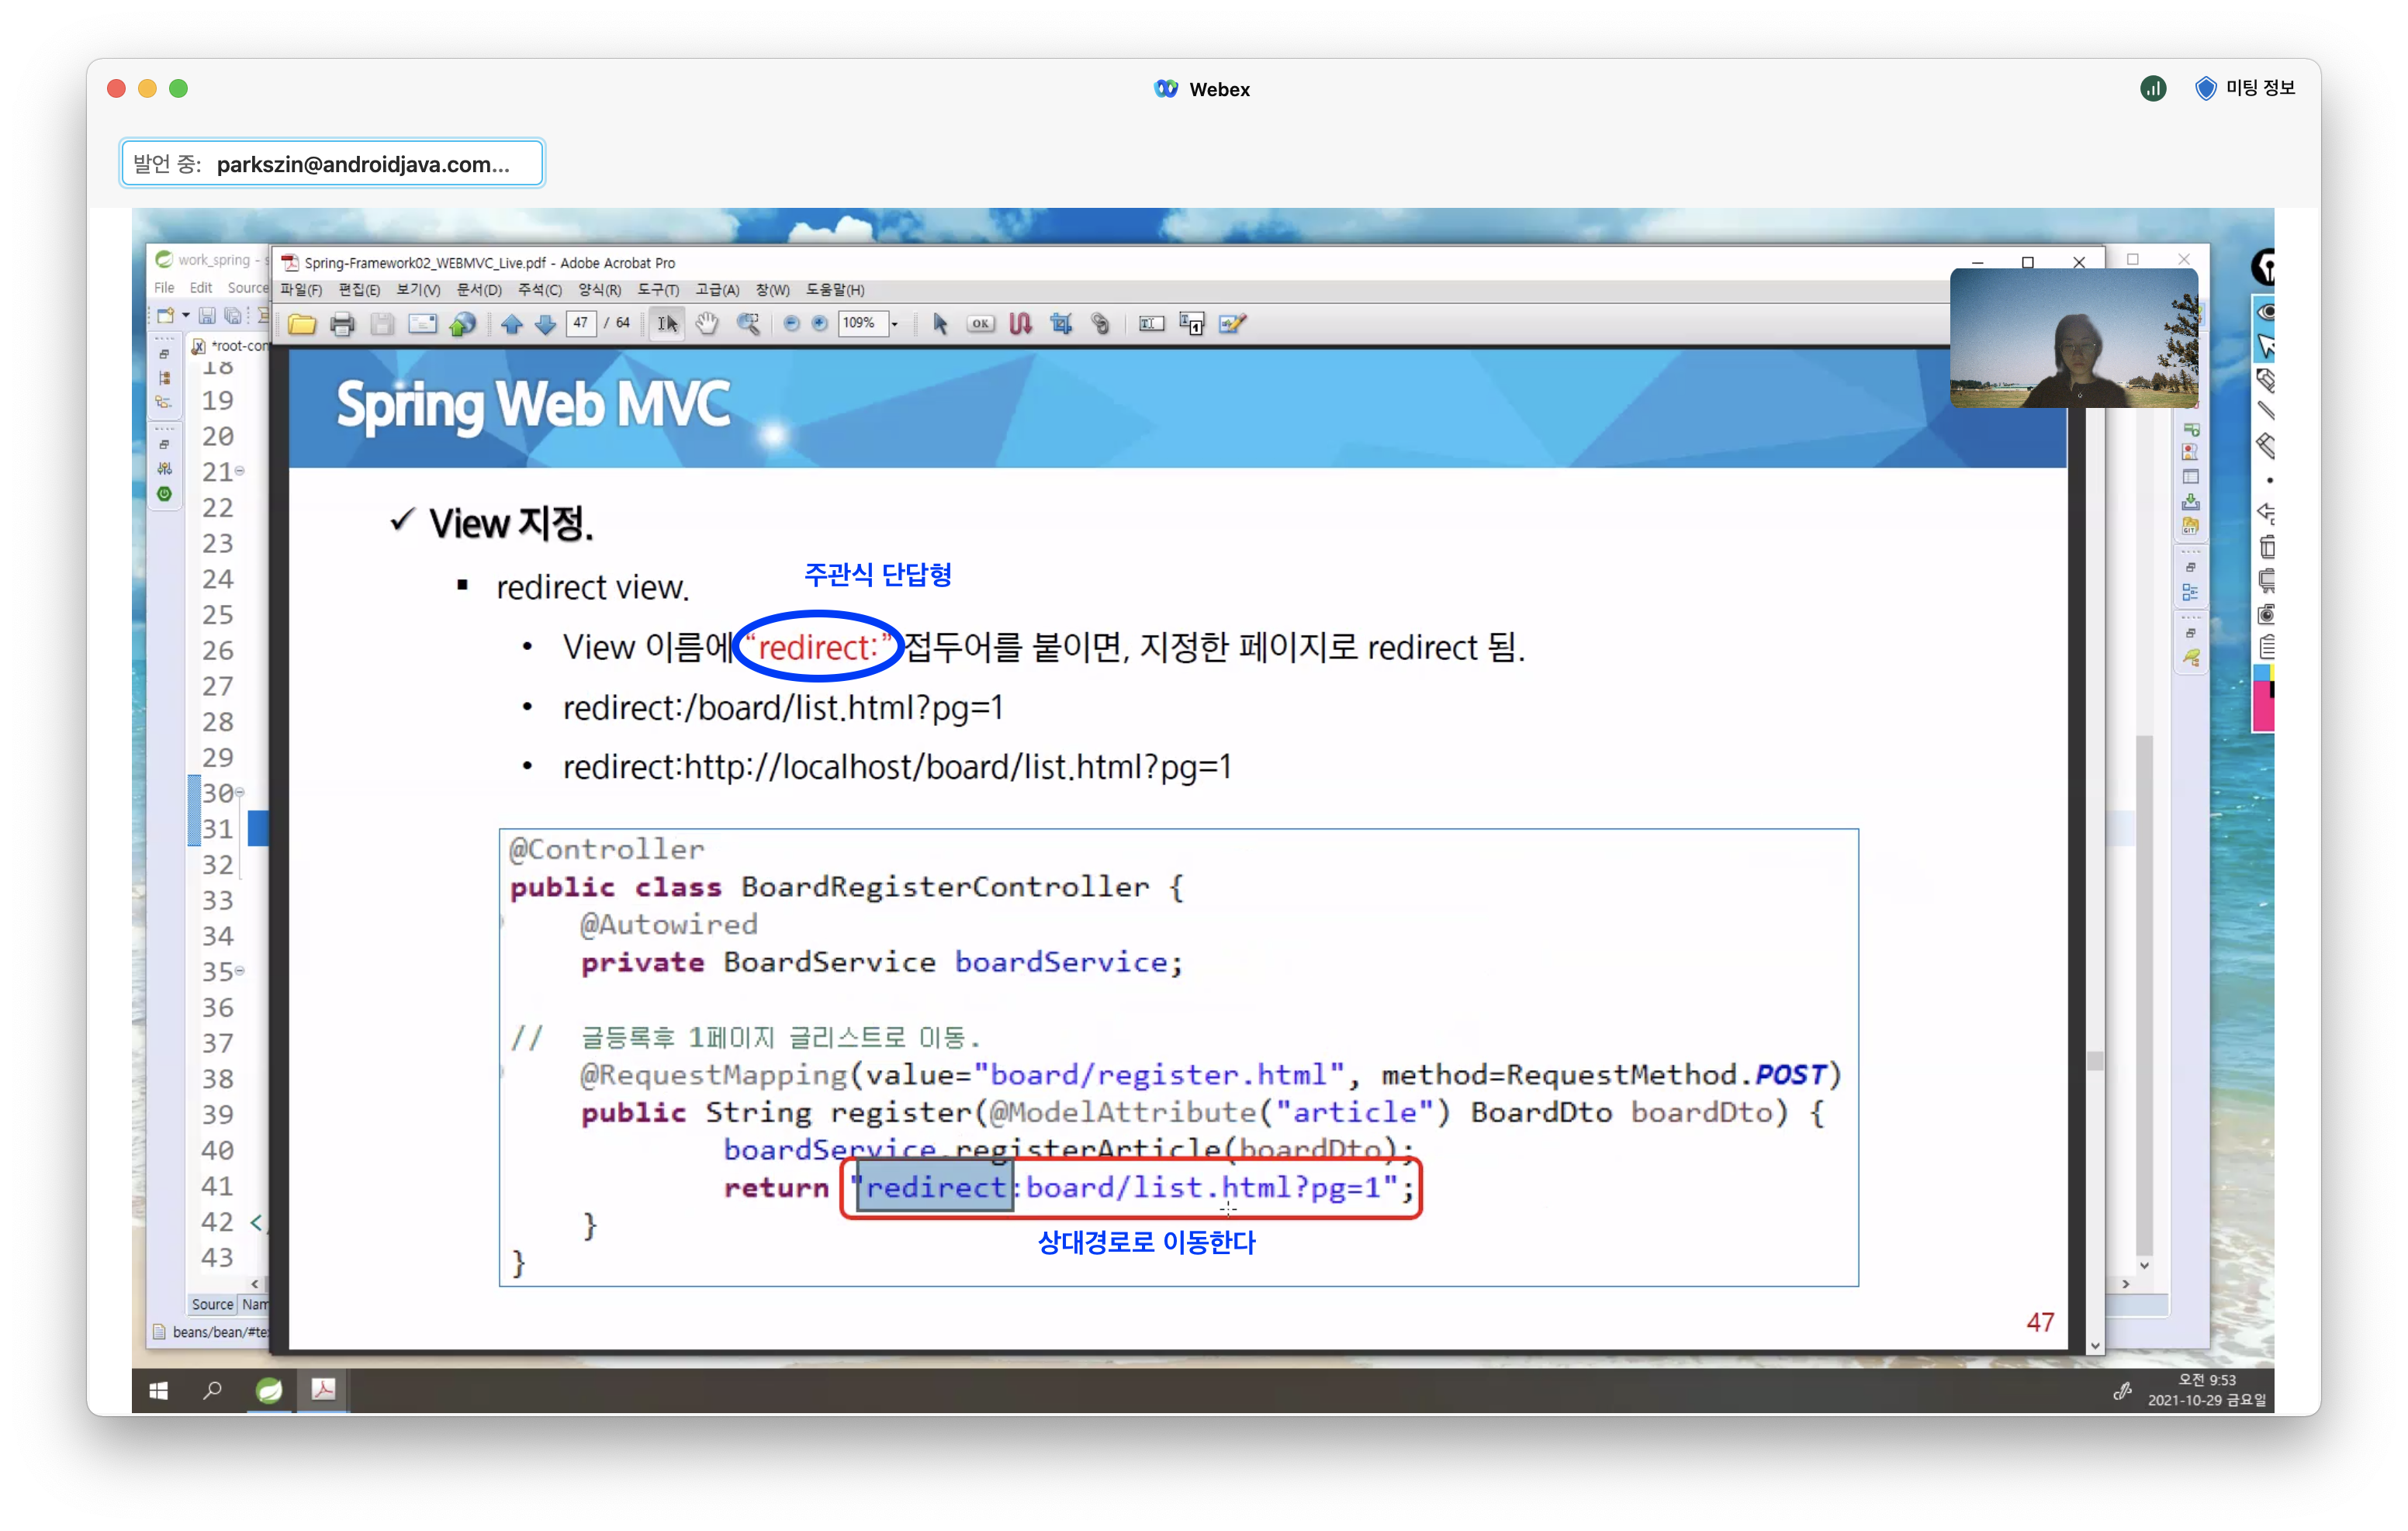 Webex
미팅 정보
발언 중: parkszin@androidjava.com...
work_spring - s
File Edit Source
*root-con
Spring-Framework02_WEBMVC_Live.pdf - Adobe Acrobat Pro
파일(F) 편집(E) 보기(V) 문서(D) 주석(C) 양식(R) 도구(T) 고급(A) 창(W) 도움말(H)
47 / 64 OK 109%
Spring Web MVC
✓ View 지정.
주관식 단답형
▪ redirect view.
• View 이름에 “redirect:” 접두어를 붙이면, 지정한 페이지로 redirect 됨.
• redirect:/board/list.html?pg=1
• redirect:http://localhost/board/list.html?pg=1
@Controller
public class BoardRegisterController {
@Autowired
private BoardService boardService;
// 글등록후 1페이지 글리스트로 이동.
@RequestMapping(value="board/register.html", method=RequestMethod.POST)
public String register(@ModelAttribute("article") BoardDto boardDto) {
boardService.registerArticle(boardDto);
return "redirect:board/list.html?pg=1";
}
상대경로로 이동한다
}
47
18
19
20
21
22
23
24
25
26
27
28
29
30
31
32
33
34
35
36
37
38
39
40
41
42 <
43
Source Nam
beans/bean/#te
GIT
오전 9:53
2021-10-29 금요일